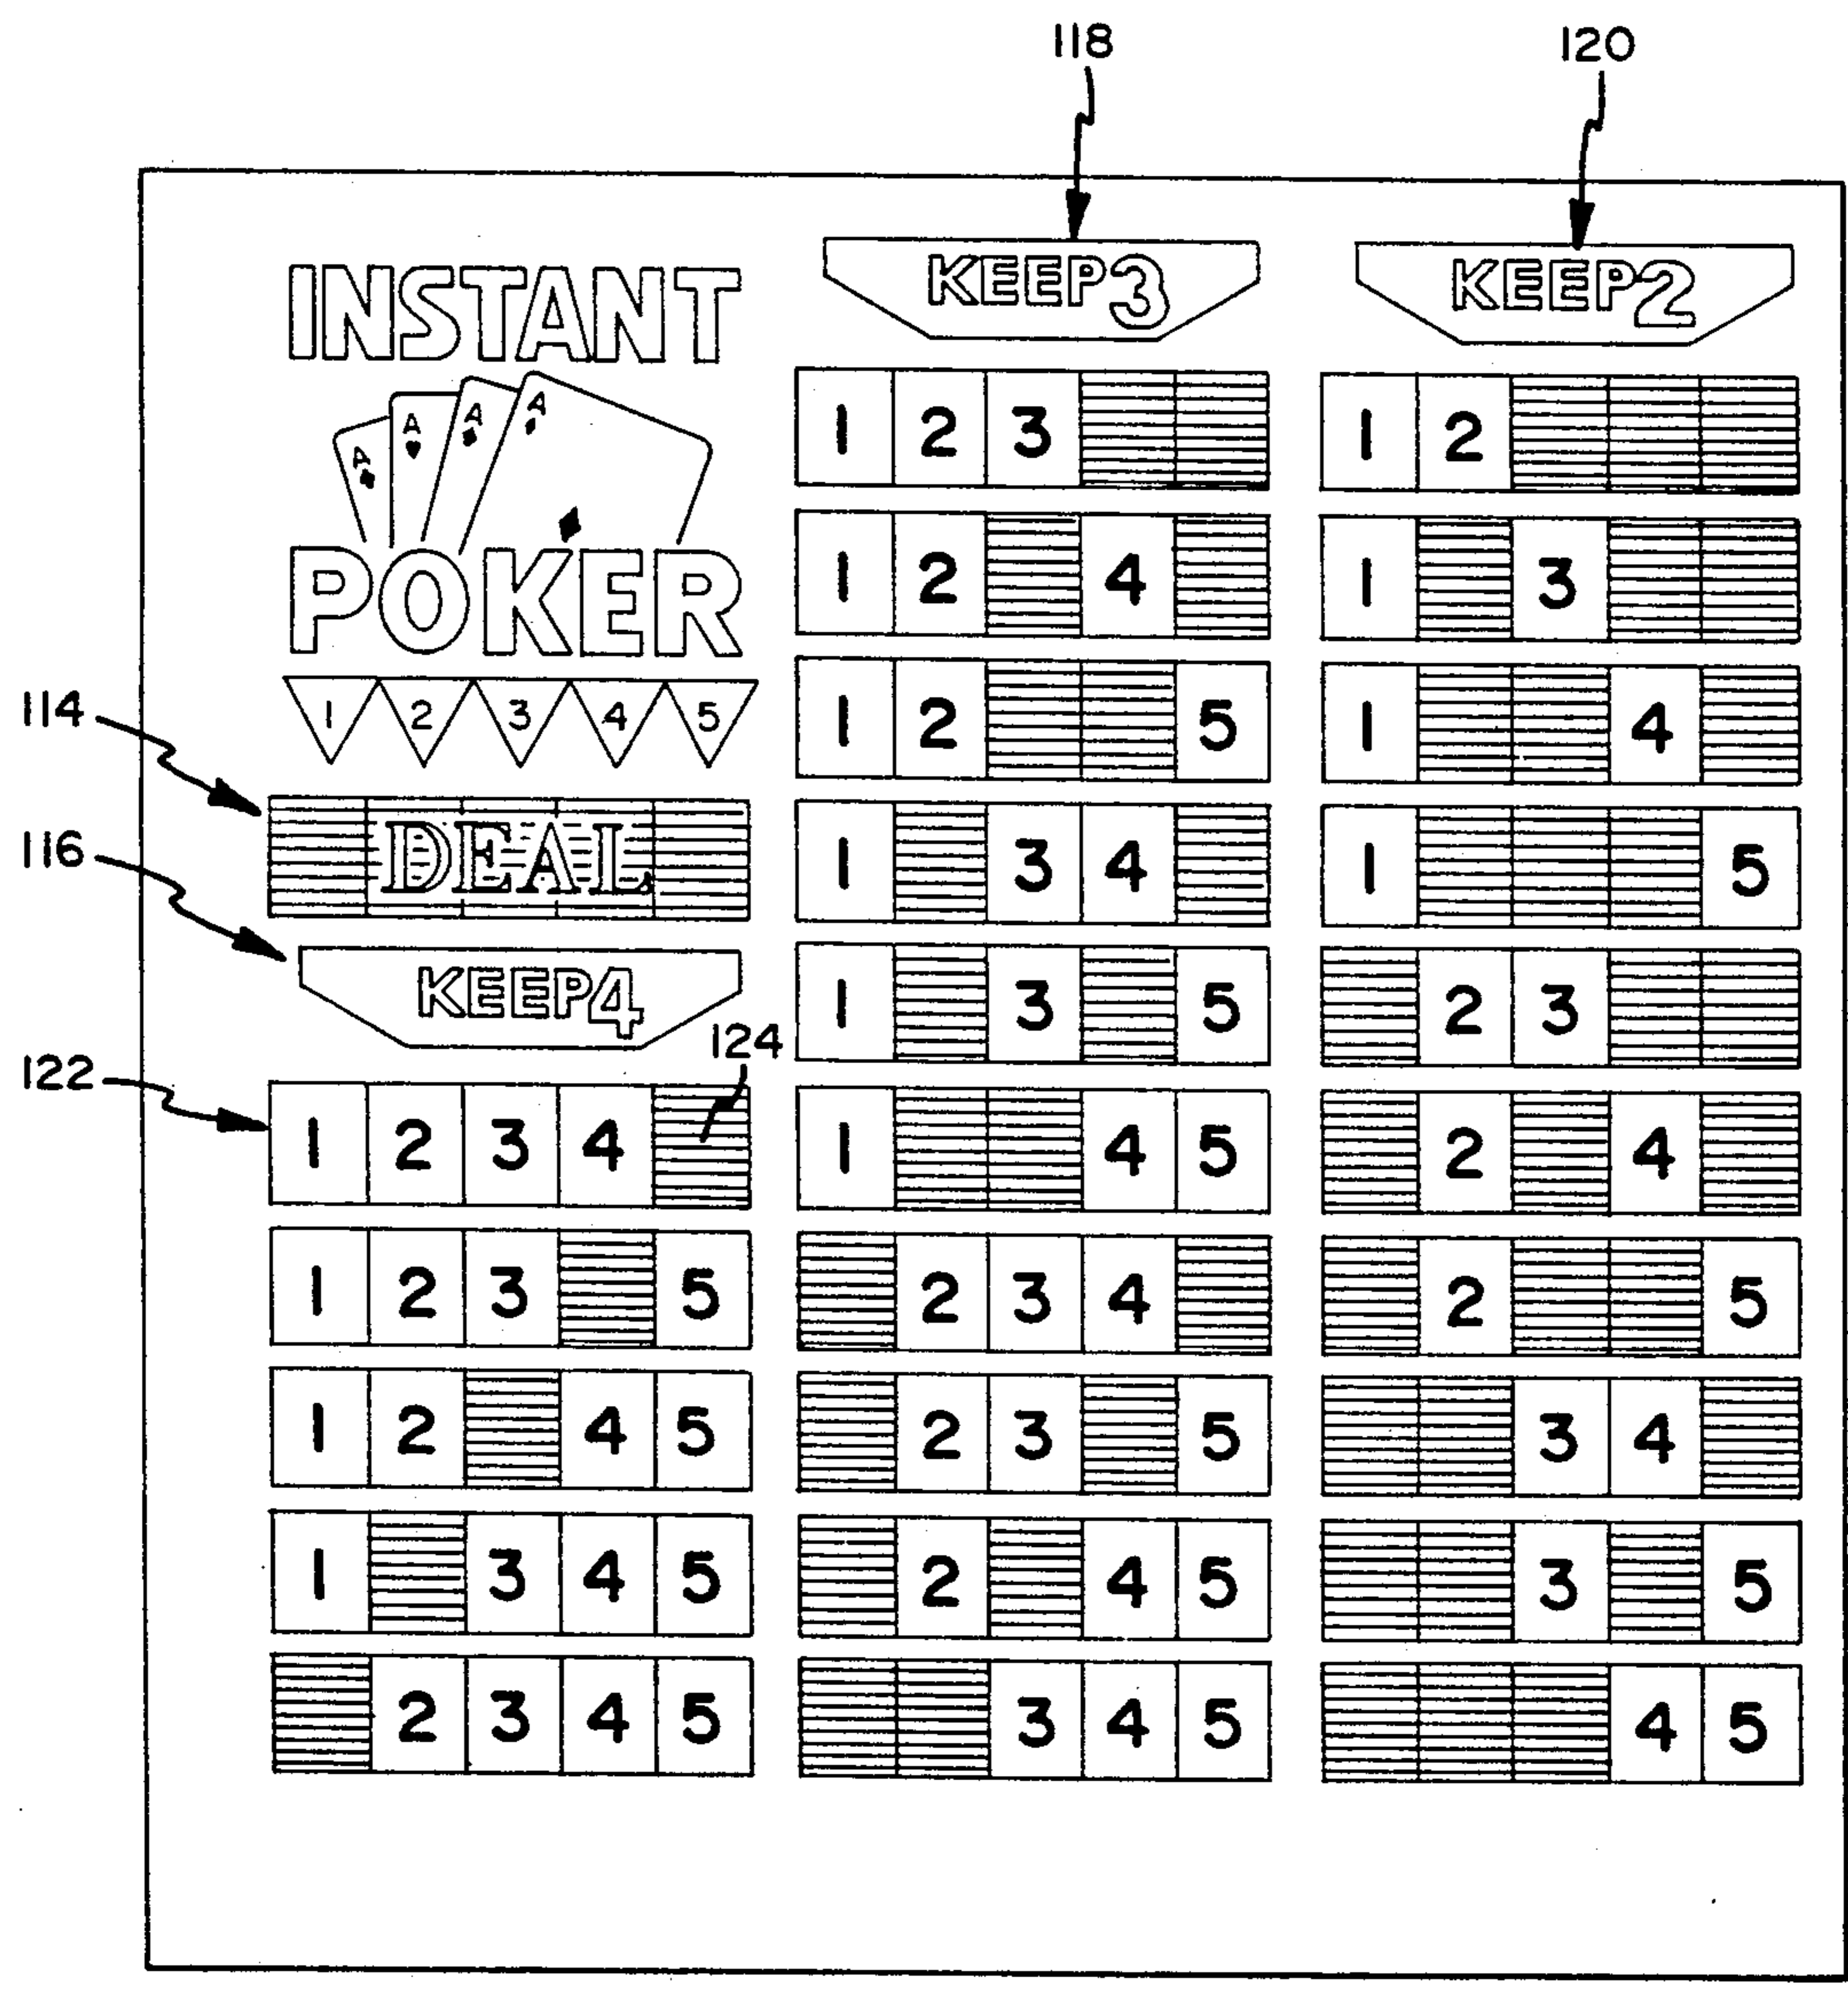 118
120
INSTANT
A A A A
POKER
1 2 3 4 5
114
DEAL
116
KEEP4
124
122
1 2 3 4
1 2 3 5
1 2 4 5
1 3 4 5
2 3 4 5
KEEP3
1 2 3
1 2 4
1 2 5
1 3 4
1 3 5
1 4 5
2 3 4
2 3 5
2 4 5
3 4 5
KEEP2
1 2
1 3
1 4
1 5
2 3
2 4
2 5
3 4
3 5
4 5